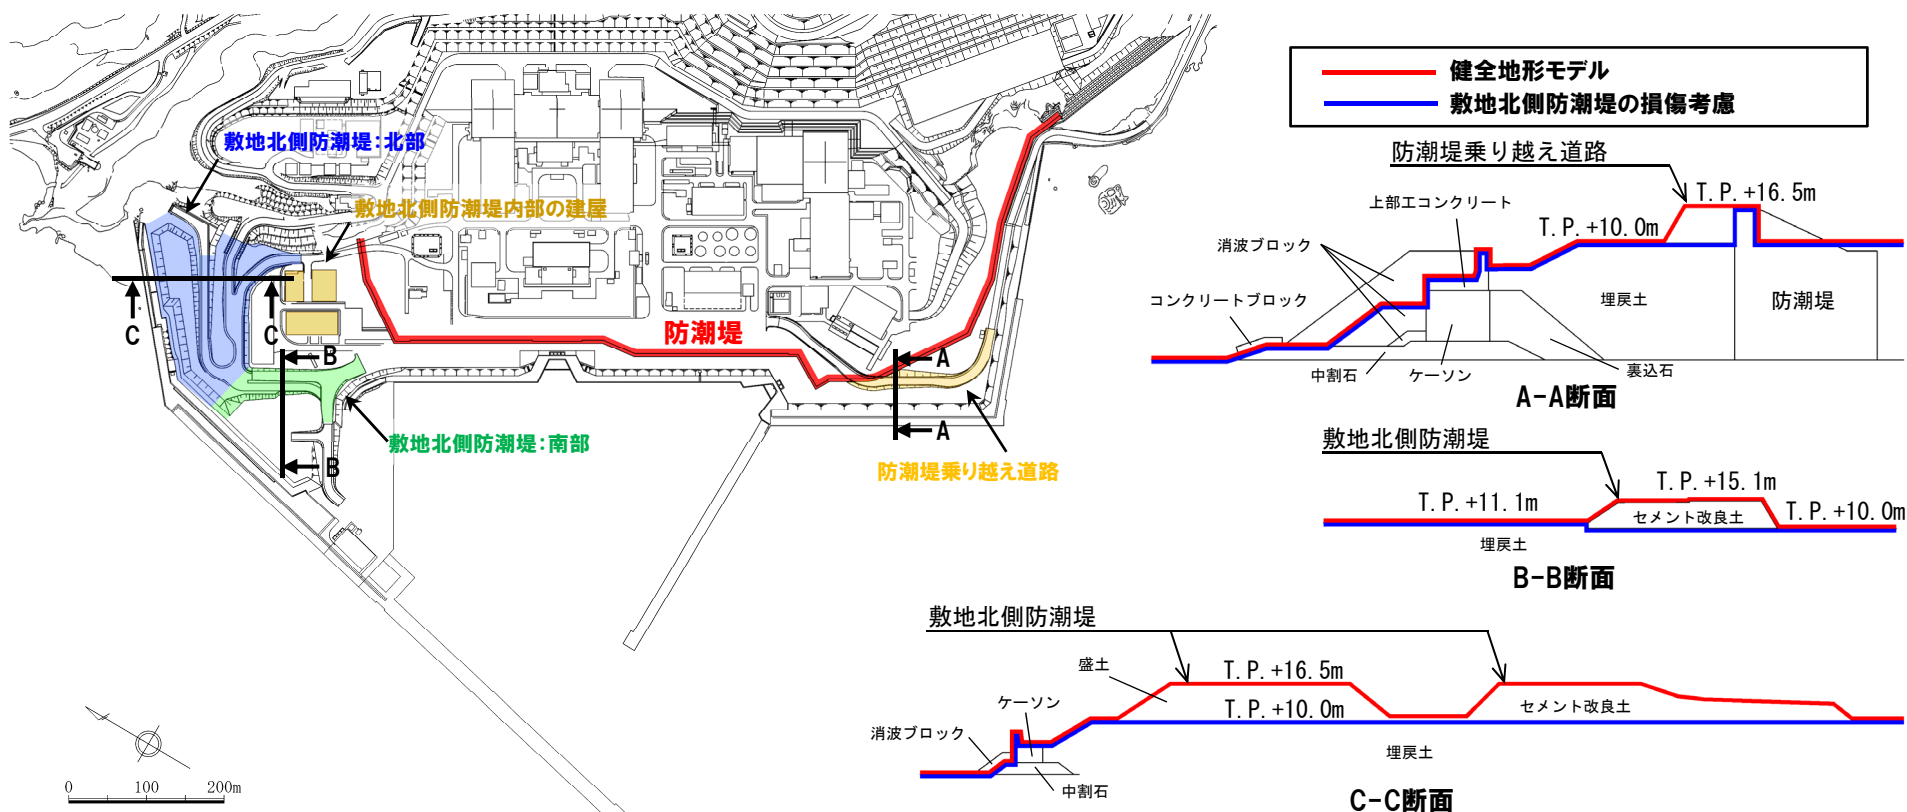 敷地北側防潮堤：北部
敷地北側防潮堤内部の建屋
防潮堤
C
C
B
B
A
A
敷地北側防潮堤：南部
防潮堤乗り越え道路
0 100 200m
健全地形モデル
敷地北側防潮堤の損傷考慮
防潮堤乗り越え道路
T.P.+16.5m
上部工コンクリート
T.P.+10.0m
消波ブロック
コンクリートブロック
埋戻土
防潮堤
中割石
ケーソン
裏込石
A-A断面
敷地北側防潮堤
T.P.+15.1m
T.P.+11.1m
セメント改良土
T.P.+10.0m
埋戻土
B-B断面
敷地北側防潮堤
盛土
T.P.+16.5m
ケーソン
T.P.+10.0m
セメント改良土
消波ブロック
埋戻土
中割石
C-C断面